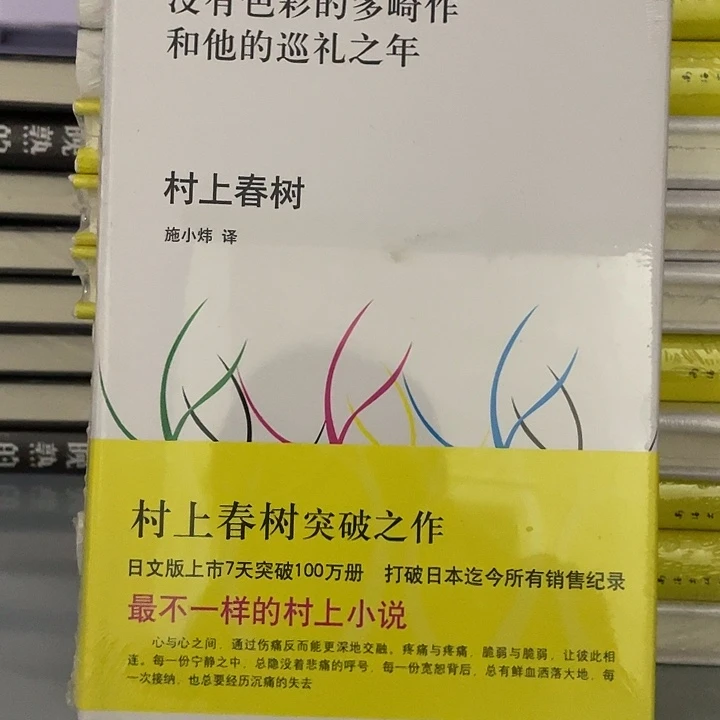 没有色彩的多崎作
和他的巡礼之年
村上春树
施小炜 译
村上春树突破之作
日文版上市7天突破100万册 打破日本迄今所有销售纪录
最不一样的村上小说
心与心之间，通过伤痛反而能更深地交融。疼痛与疼痛，脆弱与脆弱，让彼此相
连。每一份宁静之中，总隐没着悲痛的呼号，每一份宽恕背后，总有鲜血洒落大地，每
一次接纳，也总要经历沉痛的失去